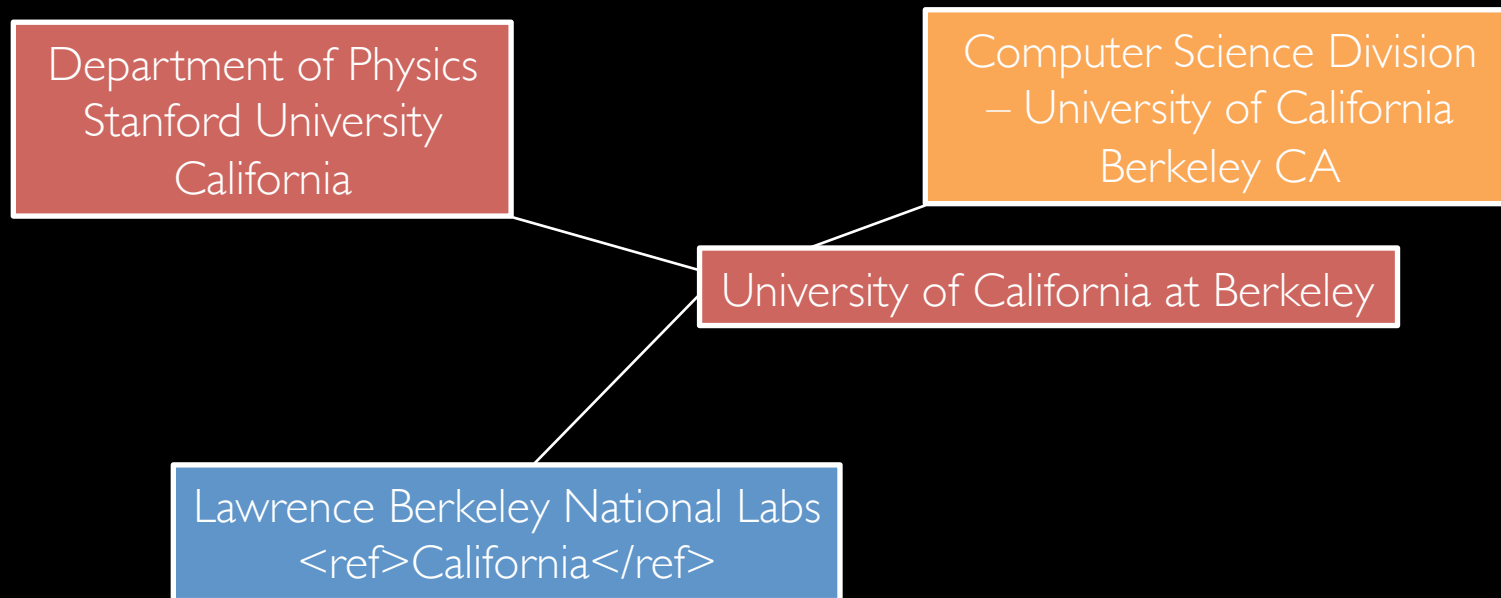 Department of Physics
Stanford University
California
Computer Science Division
– University of California
Berkeley CA
University of California at Berkeley
Lawrence Berkeley National Labs
<ref>California</ref>